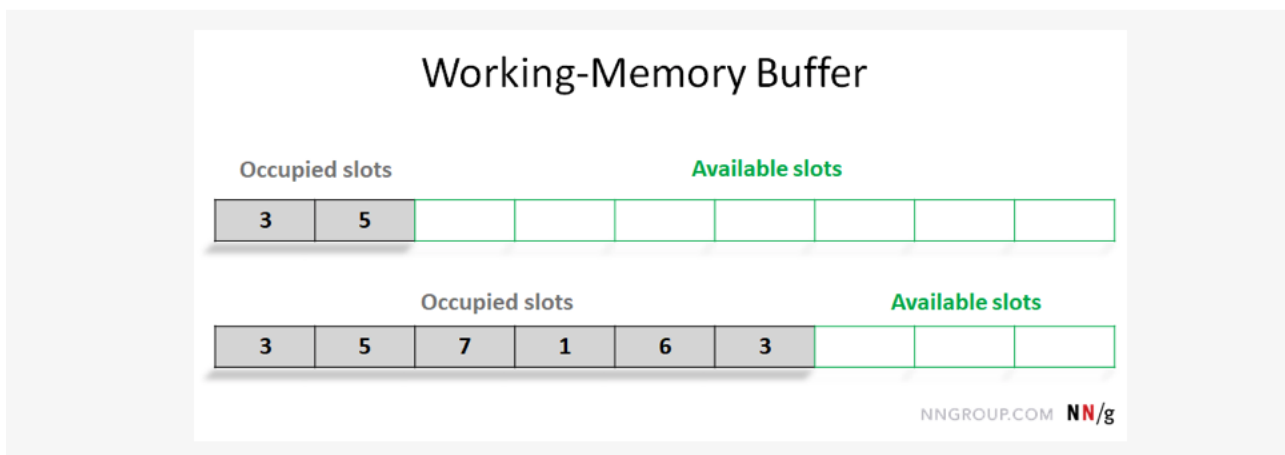 Working-Memory Buffer
Occupied slots Available slots
3 5
Occupied slots Available slots
3 5 7 1 6 3
NNGROUP.COM NN/g